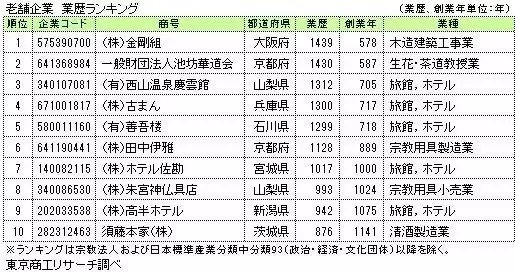 老舗企業 業歴ランキング (業歴、創業年単位:年)
順位 企業コード 商号 都道府県 業歴 創業年 業種
1 575390700 (株)金剛組 大阪府 1439 578 木造建築工事業
2 641368984 一般財団法人池坊華道会 京都府 1430 587 生花・茶道教授業
3 340107081 (有)西山温泉慶雲館 山梨県 1312 705 旅館，ホテル
4 671001817 (株)古まん 兵庫県 1300 717 旅館，ホテル
5 580011160 (有)善吾楼 石川県 1299 718 旅館，ホテル
6 641190441 (株)田中伊雅 京都府 1128 889 宗教用具製造業
7 140082115 (株)ホテル佐勘 宮城県 1017 1000 旅館，ホテル
8 340086530 (株)朱宮神仏具店 山梨県 993 1024 宗教用具小売業
9 202033538 (株)高半ホテル 新潟県 942 1075 旅館，ホテル
10 282312463 須藤本家(株) 茨城県 876 1141 清酒製造業
※ランキングは宗教法人および日本標準産業分類中分類93(政治・経済・文化団体)以降を除く。
東京商工リサーチ調べ